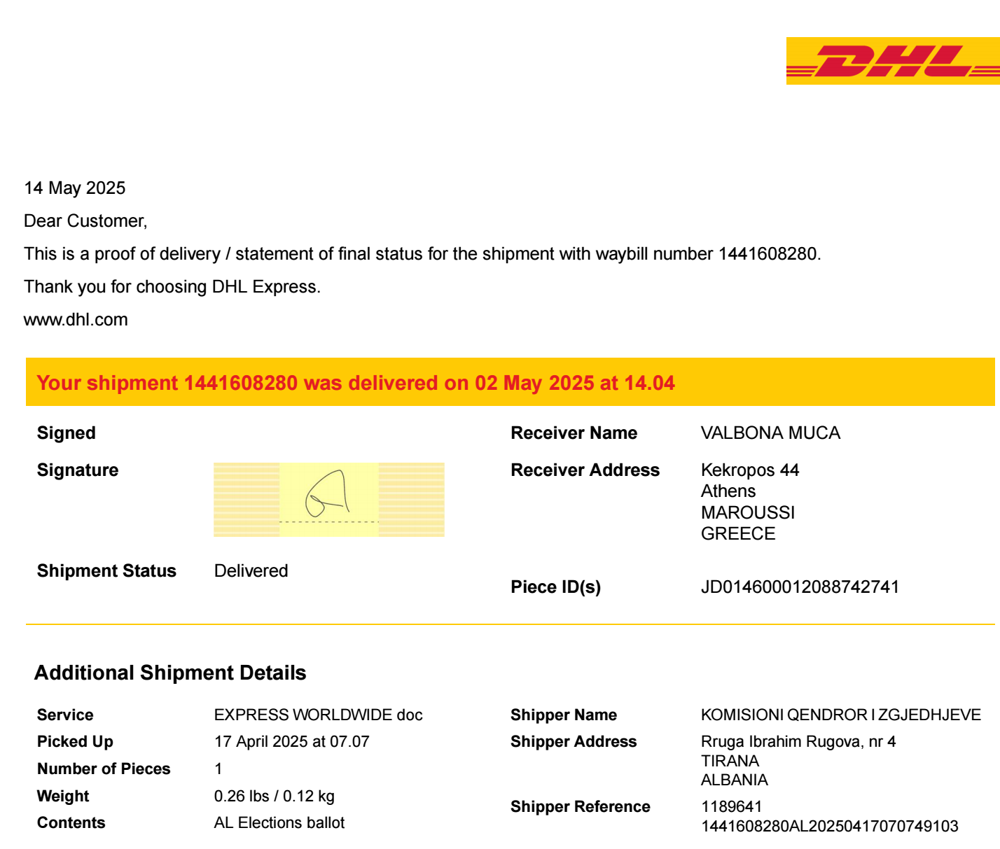 DHL
14 May 2025
Dear Customer,
This is a proof of delivery / statement of final status for the shipment with waybill number 1441608280.
Thank you for choosing DHL Express.
www.dhl.com
Your shipment 1441608280 was delivered on 02 May 2025 at 14.04
Signed
Receiver Name VALBONA MUCA
Signature
Receiver Address Kekropos 44
Athens
MAROUSSI
GREECE
Shipment Status Delivered
Piece ID(s) JD014600012088742741
Additional Shipment Details
Service EXPRESS WORLDWIDE doc
Picked Up 17 April 2025 at 07.07
Number of Pieces 1
Weight 0.26 lbs / 0.12 kg
Contents AL Elections ballot
Shipper Name KOMISIONI QENDROR I ZGJEDHJEVE
Shipper Address Rruga Ibrahim Rugova, nr 4
TIRANA
ALBANIA
Shipper Reference 1189641
1441608280AL20250417070749103